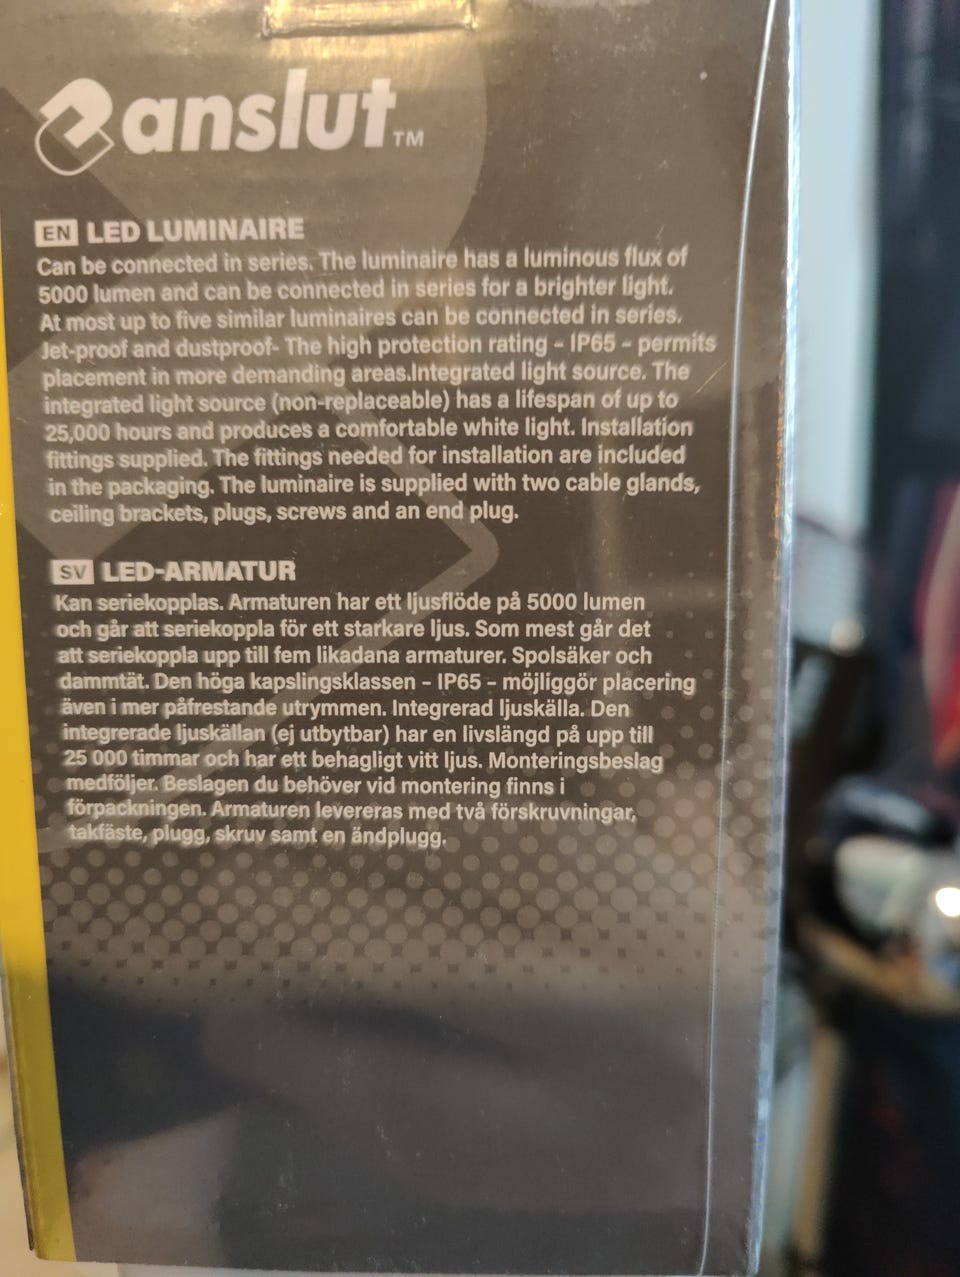 anslut™
EN LED LUMINAIRE
Can be connected in series. The luminaire has a luminous flux of
5000 lumen and can be connected in series for a brighter light.
At most up to five similar luminaires can be connected in series.
Jet-proof and dustproof- The high protection rating – IP65 – permits
placement in more demanding areas.Integrated light source. The
integrated light source (non-replaceable) has a lifespan of up to
25,000 hours and produces a comfortable white light. Installation
fittings supplied. The fittings needed for installation are included
in the packaging. The luminaire is supplied with two cable glands,
ceiling brackets, plugs, screws and an end plug.
SV LED-ARMATUR
Kan seriekopplas. Armaturen har ett ljusflöde på 5000 lumen
och går att seriekoppla för ett starkare ljus. Som mest går det
att seriekoppla upp till fem likadana armaturer. Spolsäker och
dammtät. Den höga kapslingsklassen – IP65 – möjliggör placering
även i mer påfrestande utrymmen. Integrerad ljuskälla. Den
integrerade ljuskällan (ej utbytbar) har en livslängd på upp till
25 000 timmar och har ett behagligt vitt ljus. Monteringsbeslag
medföljer. Beslagen du behöver vid montering finns i
förpackningen. Armaturen levereras med två förskruvningar,
takfäste, plugg, skruv samt en ändplugg.